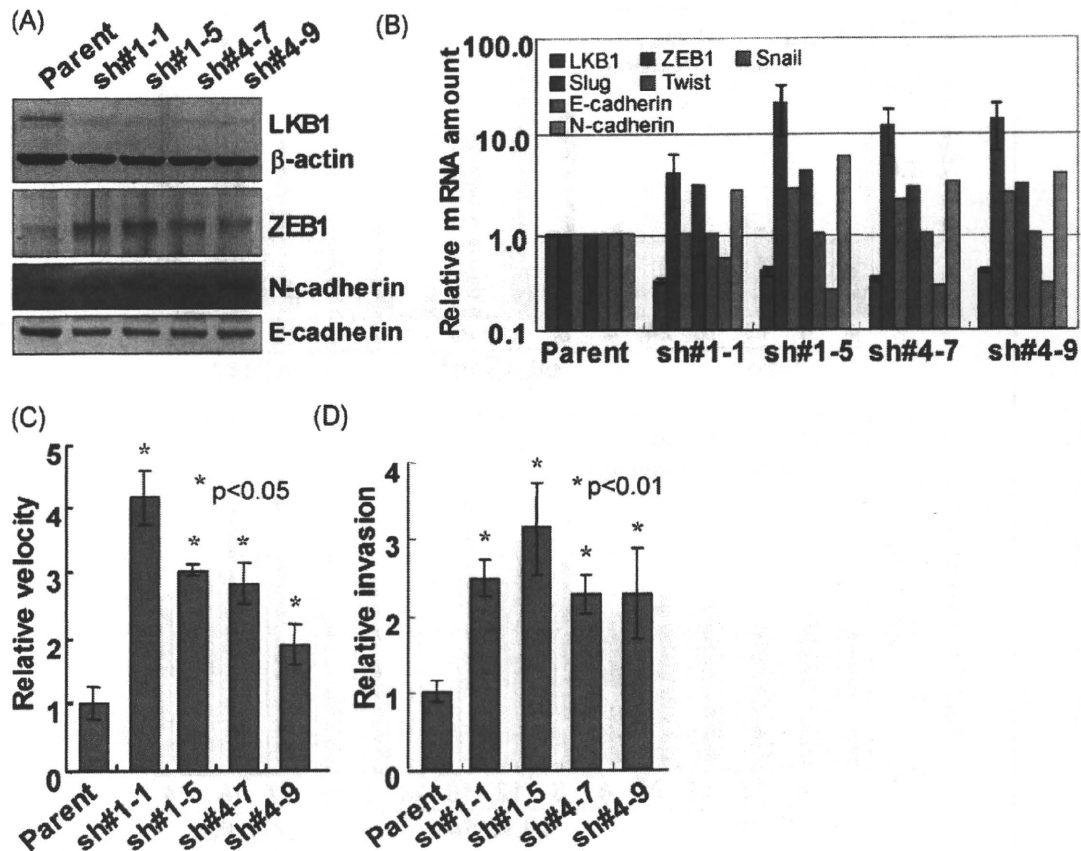 (A)
Parent
sh#1-1
sh#1-5
sh#4-7
sh#4-9
LKB1
β-actin
ZEB1
N-cadherin
E-cadherin
(B)
Relative mRNA amount
100.0
10.0
1.0
0.1
LKB1 ZEB1 Snail
Slug Twist
E-cadherin
N-cadherin
Parent sh#1-1 sh#1-5 sh#4-7 sh#4-9
(C)
Relative velocity
5
4
3
2
1
0
*
* p<0.05
* *
*
Parent
sh#1-1
sh#1-5
sh#4-7
sh#4-9
(D)
Relative invasion
4
3
2
1
0
*
* p<0.01
*
* *
Parent
sh#1-1
sh#1-5
sh#4-7
sh#4-9